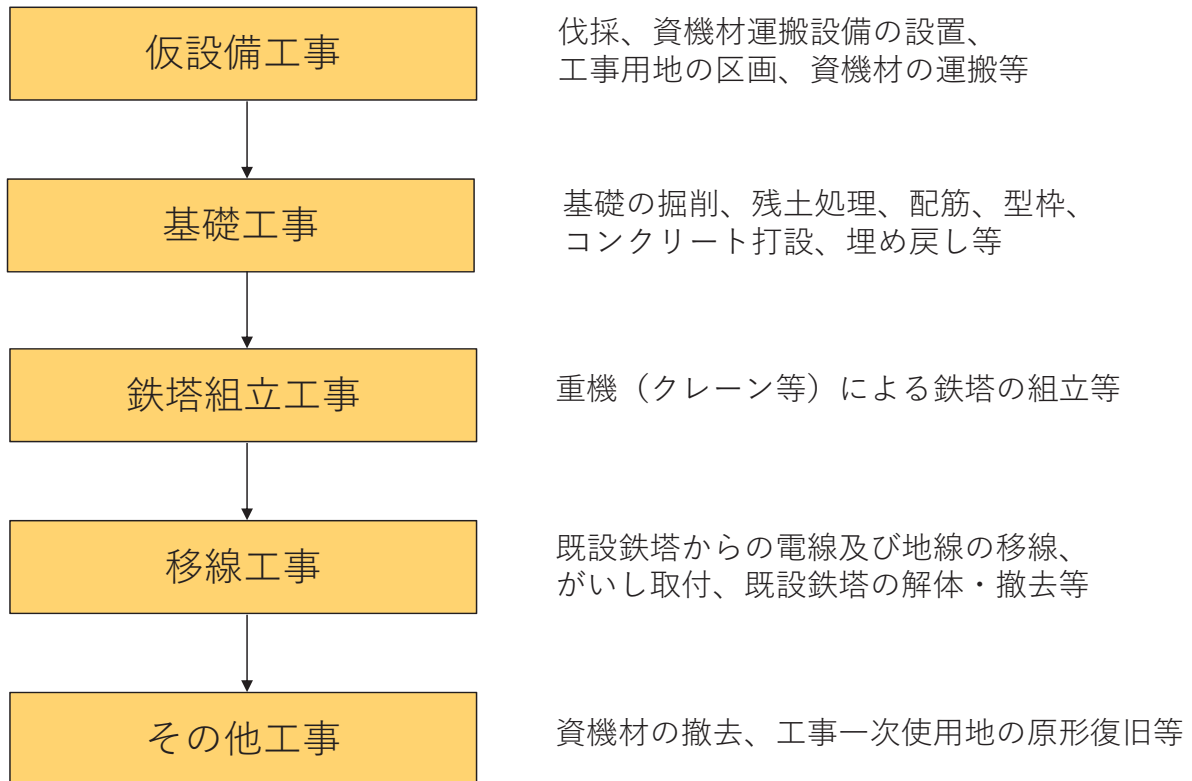 仮設備工事
伐採、資機材運搬設備の設置、
工事用地の区画、資機材の運搬等
基礎工事
基礎の掘削、残土処理、配筋、型枠、
コンクリート打設、埋め戻し等
鉄塔組立工事
重機（クレーン等）による鉄塔の組立等
移線工事
既設鉄塔からの電線及び地線の移線、
がいし取付、既設鉄塔の解体・撤去等
その他工事
資機材の撤去、工事一次使用地の原形復旧等